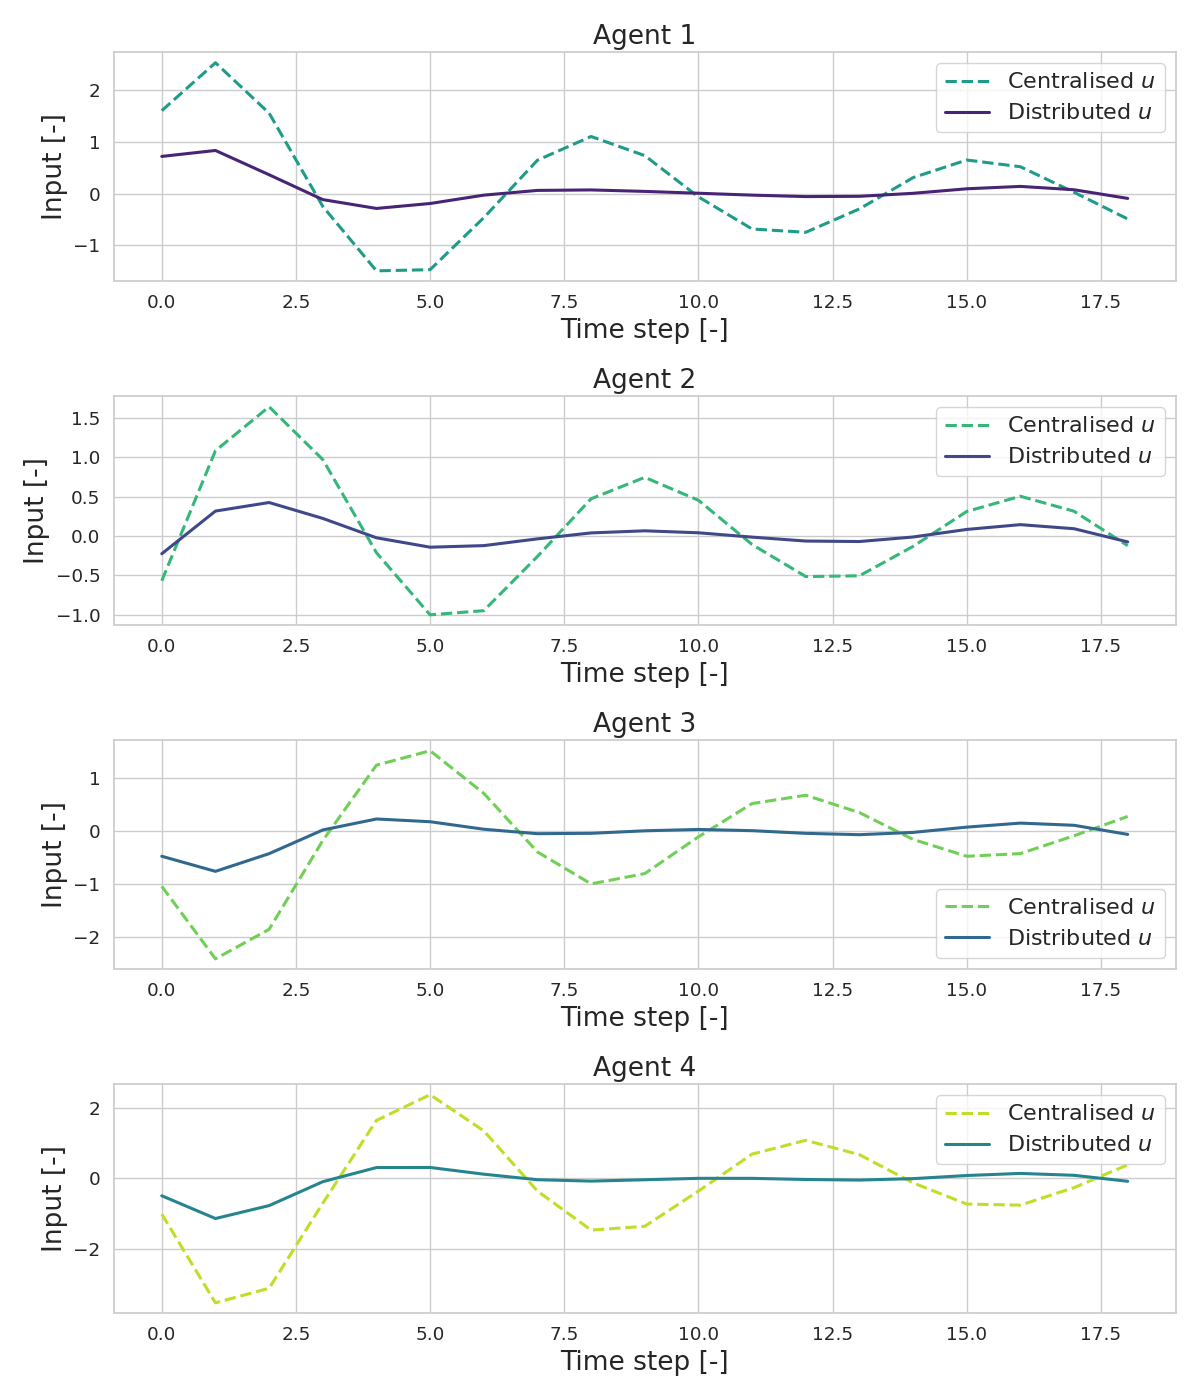 Agent 1
Input [-]
2
1
0
−1
Centralised u
Distributed u
0.0 2.5 5.0 7.5 10.0 12.5 15.0 17.5
Time step [-]
Agent 2
Input [-]
1.5
1.0
0.5
0.0
−0.5
−1.0
Centralised u
Distributed u
0.0 2.5 5.0 7.5 10.0 12.5 15.0 17.5
Time step [-]
Agent 3
Input [-]
1
0
−1
−2
Centralised u
Distributed u
0.0 2.5 5.0 7.5 10.0 12.5 15.0 17.5
Time step [-]
Agent 4
Input [-]
2
0
−2
Centralised u
Distributed u
0.0 2.5 5.0 7.5 10.0 12.5 15.0 17.5
Time step [-]